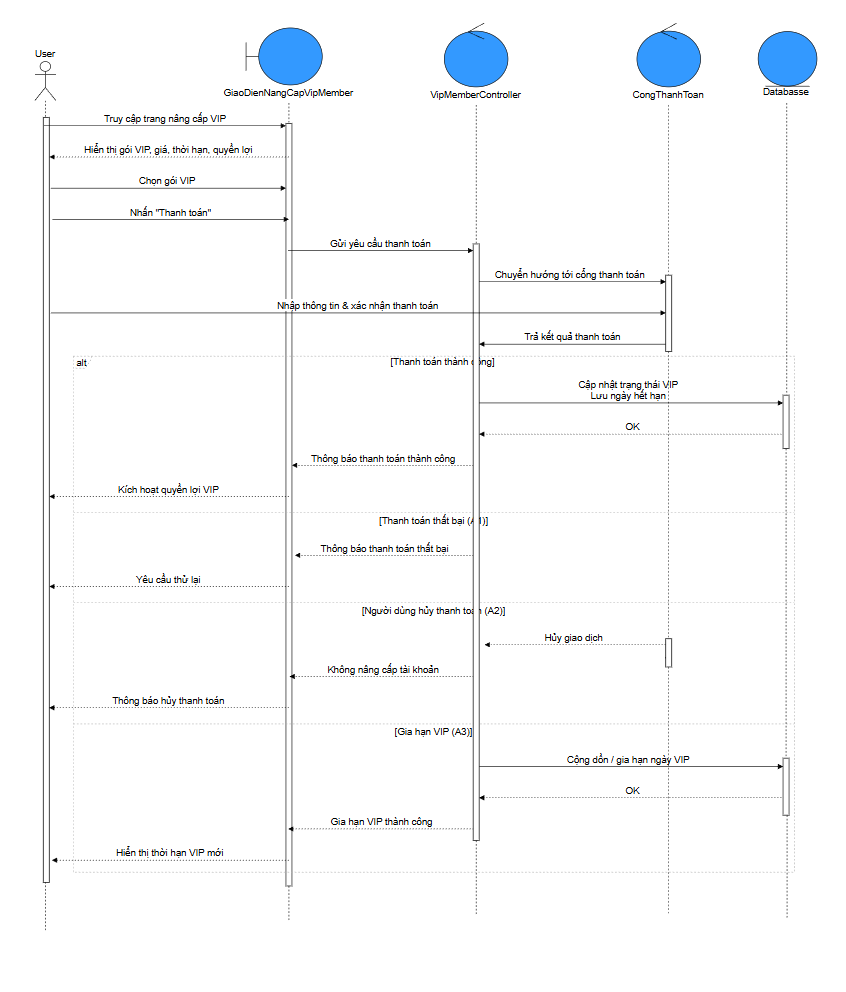 User
GiaoDienNangCapVipMember
VipMemberController
CongThanhToan
Databasse
Truy cập trang nâng cấp VIP
Hiển thị gói VIP, giá, thời hạn, quyền lợi
Chọn gói VIP
Nhấn "Thanh toán"
Gửi yêu cầu thanh toán
Chuyển hướng tới cổng thanh toán
Nhập thông tin & xác nhận thanh toán
Trả kết quả thanh toán
alt
[Thanh toán thành công]
Cập nhật trạng thái VIP
Lưu ngày hết hạn
OK
Thông báo thanh toán thành công
Kích hoạt quyền lợi VIP
[Thanh toán thất bại (A1)]
Thông báo thanh toán thất bại
Yêu cầu thử lại
[Người dùng hủy thanh toán (A2)]
Hủy giao dịch
Không nâng cấp tài khoản
Thông báo hủy thanh toán
[Gia hạn VIP (A3)]
Cộng dồn / gia hạn ngày VIP
OK
Gia hạn VIP thành công
Hiển thị thời hạn VIP mới